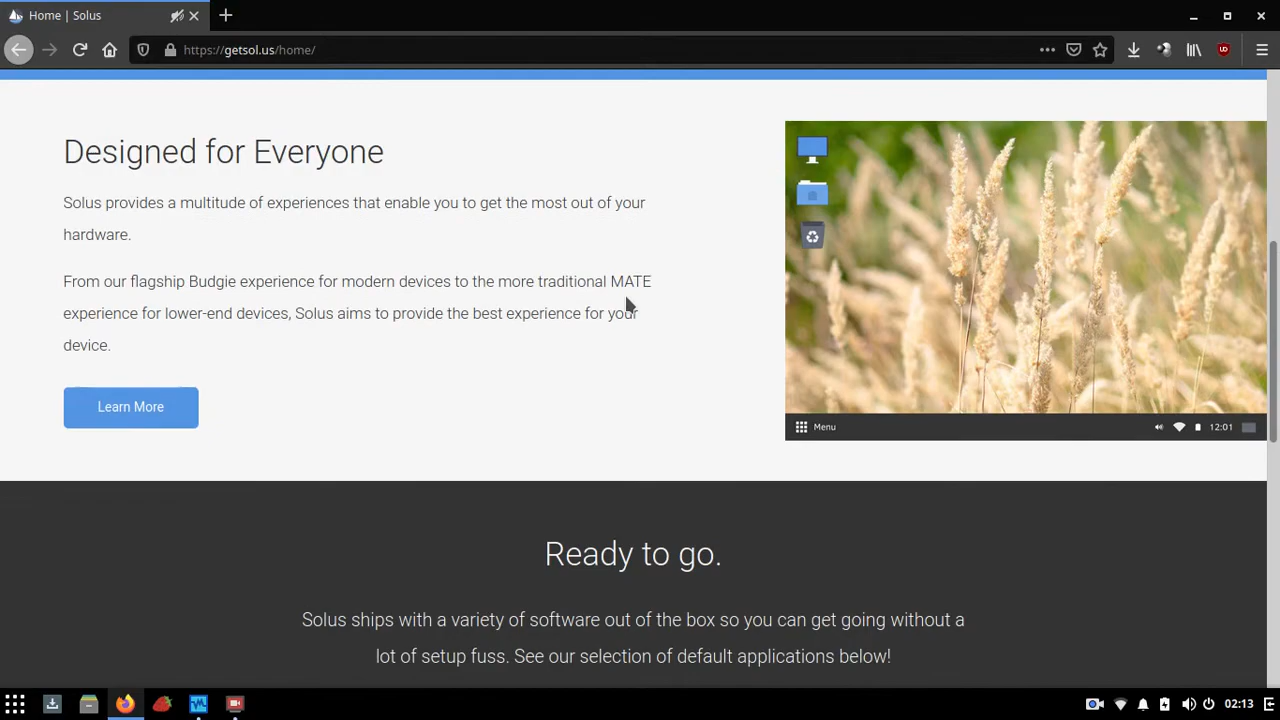 Home | Solus
https://getsol.us/home/
Designed for Everyone
Solus provides a multitude of experiences that enable you to get the most out of your
hardware.
From our flagship Budgie experience for modern devices to the more traditional MATE
experience for lower-end devices, Solus aims to provide the best experience for your
device.
Learn More
Menu
12:01
Ready to go.
Solus ships with a variety of software out of the box so you can get going without a
lot of setup fuss. See our selection of default applications below!
02:13